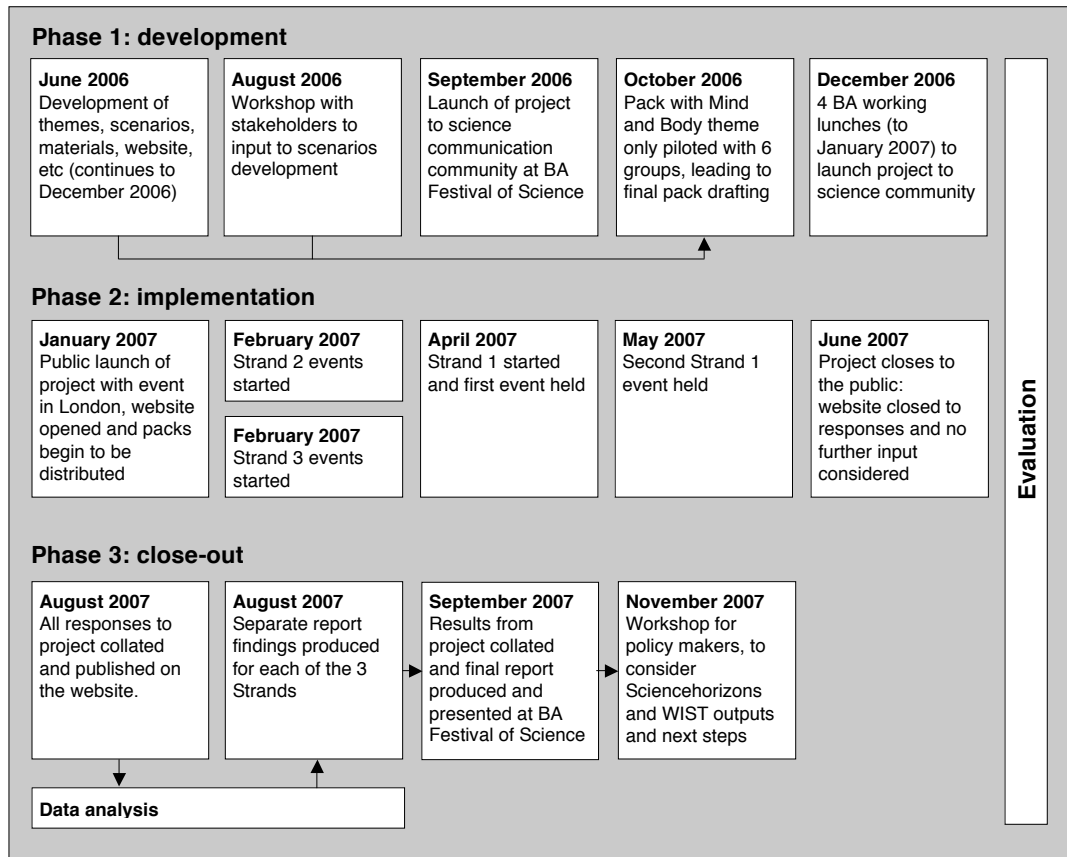 Phase 1: development
June 2006
Development of
themes, scenarios,
materials, website,
etc (continues to
December 2006)
August 2006
Workshop with
stakeholders to
input to scenarios
development
September 2006
Launch of project
to science
communication
community at BA
Festival of Science
October 2006
Pack with Mind
and Body theme
only piloted with 6
groups, leading to
final pack drafting
December 2006
4 BA working
lunches (to
January 2007) to
launch project to
science community
Phase 2: implementation
January 2007
Public launch of
project with event
in London, website
opened and packs
begin to be
distributed
February 2007
Strand 2 events
started
February 2007
Strand 3 events
started
April 2007
Strand 1 started
and first event held
May 2007
Second Strand 1
event held
June 2007
Project closes to
the public:
website closed to
responses and no
further input
considered
Phase 3: close-out
August 2007
All responses to
project collated
and published on
the website.
August 2007
Separate report
findings produced
for each of the 3
Strands
September 2007
Results from
project collated
and final report
produced and
presented at BA
Festival of Science
November 2007
Workshop for
policy makers, to
consider
Sciencehorizons
and WIST outputs
and next steps
Data analysis
Evaluation